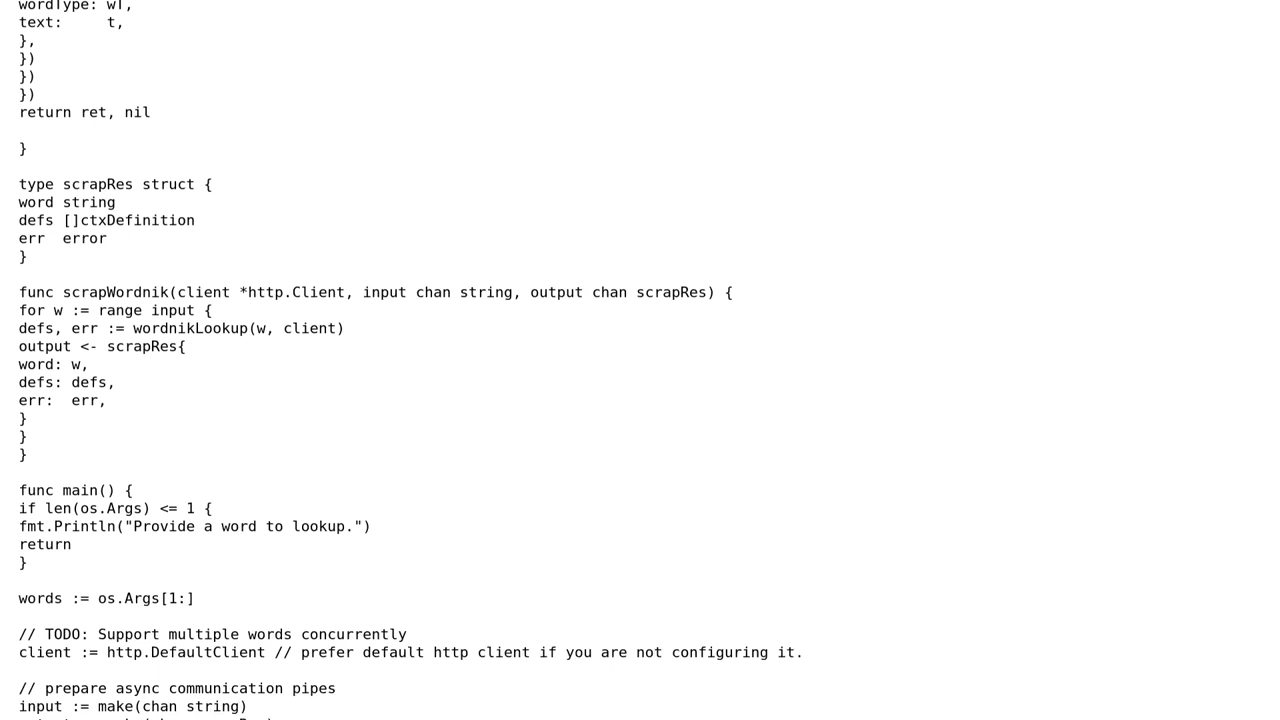 wordType: wT,
text:     t,
},
})
})
})
return ret, nil

}

type scrapRes struct {
word string
defs []ctxDefinition
err  error
}

func scrapWordnik(client *http.Client, input chan string, output chan scrapRes) {
for w := range input {
defs, err := wordnikLookup(w, client)
output <- scrapRes{
word: w,
defs: defs,
err:  err,
}
}
}

func main() {
if len(os.Args) <= 1 {
fmt.Println("Provide a word to lookup.")
return
}

words := os.Args[1:]

// TODO: Support multiple words concurrently
client := http.DefaultClient // prefer default http client if you are not configuring it.

// prepare async communication pipes
input := make(chan string)